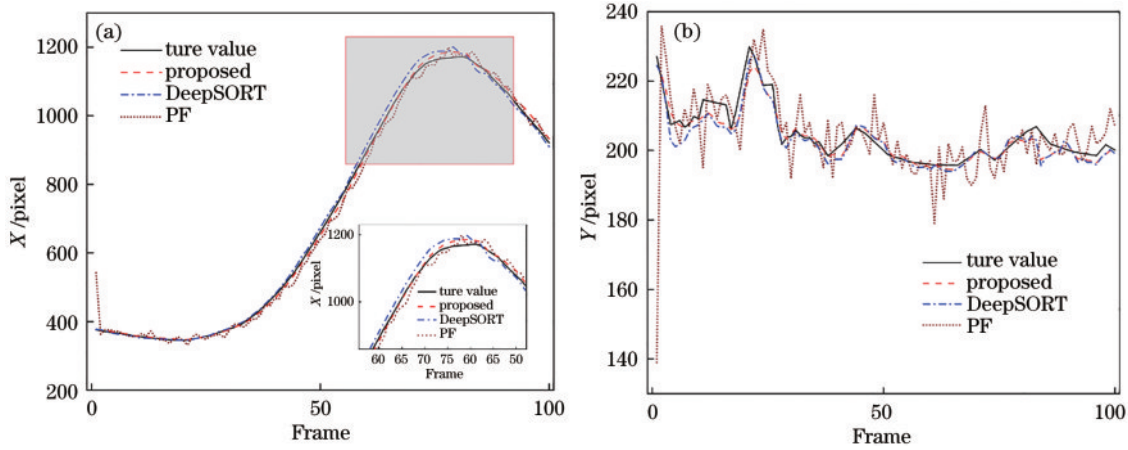 (a)
1200
1000
800
600
400
200
X /pixel
ture value
proposed
DeepSORT
PF
1200
1000
X /pixel
ture value
proposed
DeepSORT
PF
60 65 70 75 60 65 50 52
Frame
0 50 100
Frame
(b)
240
220
200
180
160
140
Y /pixel
ture value
proposed
DeepSORT
PF
0 50 100
Frame